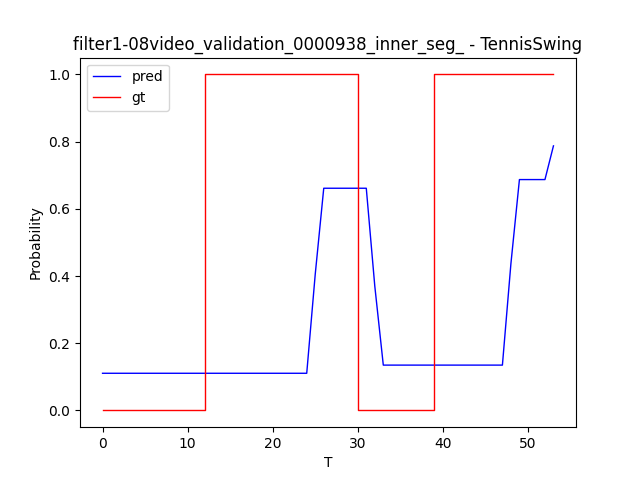 filter1-08video_validation_0000938_inner_seg_ - TennisSwing
pred
gt
1.0
0.8
0.6
0.4
0.2
0.0
Probability
0 10 20 30 40 50
T